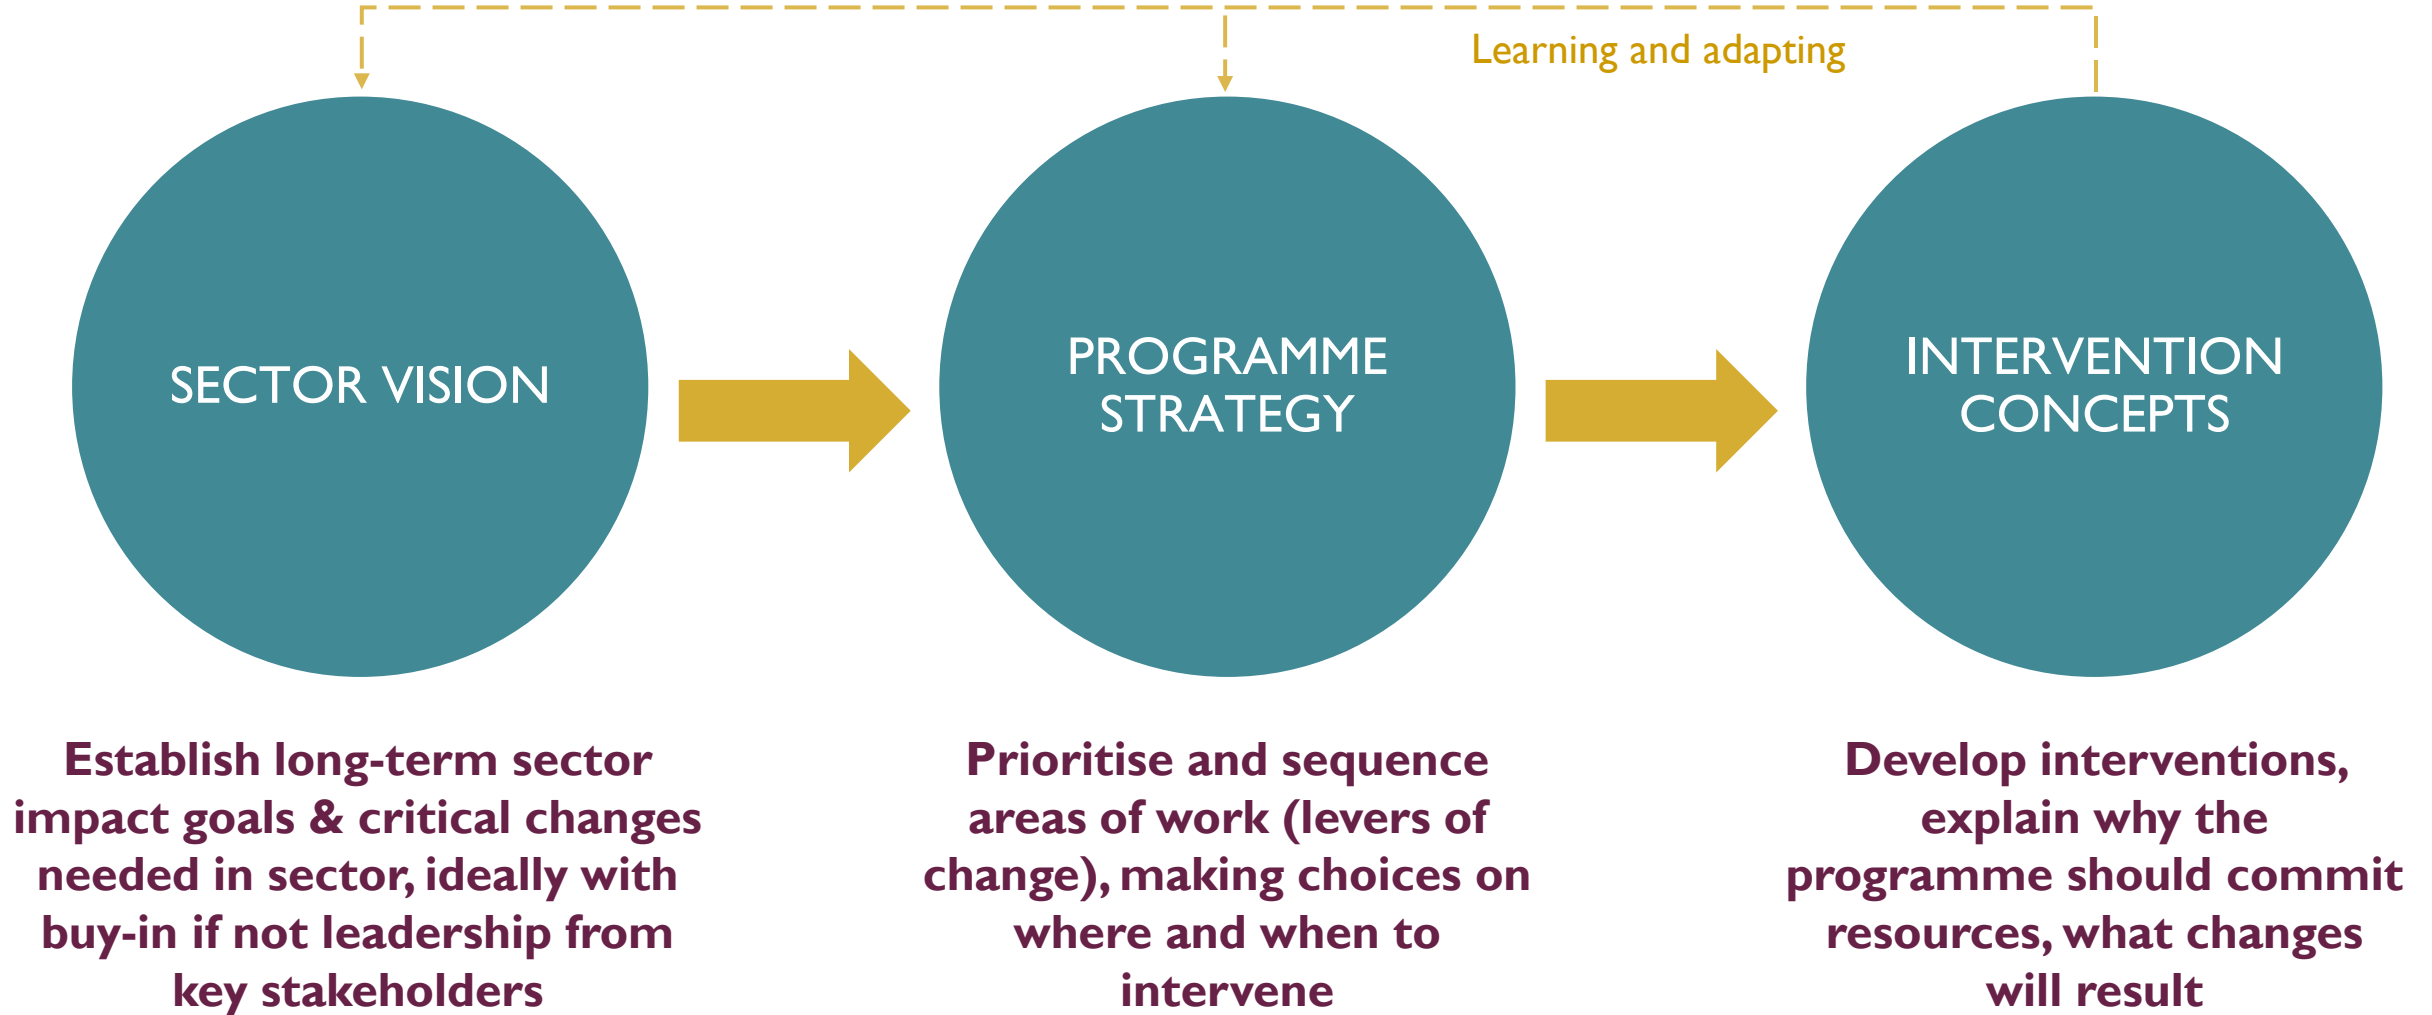 Learning and adapting
SECTOR VISION
PROGRAMME
STRATEGY
INTERVENTION
CONCEPTS
Establish long-term sector
impact goals & critical changes
needed in sector, ideally with
buy-in if not leadership from
key stakeholders
Prioritise and sequence
areas of work (levers of
change), making choices on
where and when to
intervene
Develop interventions,
explain why the
programme should commit
resources, what changes
will result